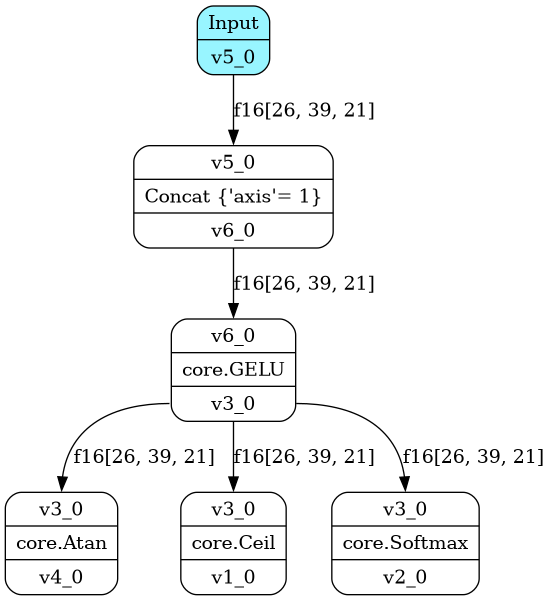 Input
v5_0
f16[26, 39, 21]
v5_0
Concat {'axis'= 1}
v6_0
f16[26, 39, 21]
v6_0
core.GELU
v3_0
f16[26, 39, 21]
f16[26, 39, 21]
f16[26, 39, 21]
v3_0
core.Atan
v4_0
v3_0
core.Ceil
v1_0
v3_0
core.Softmax
v2_0